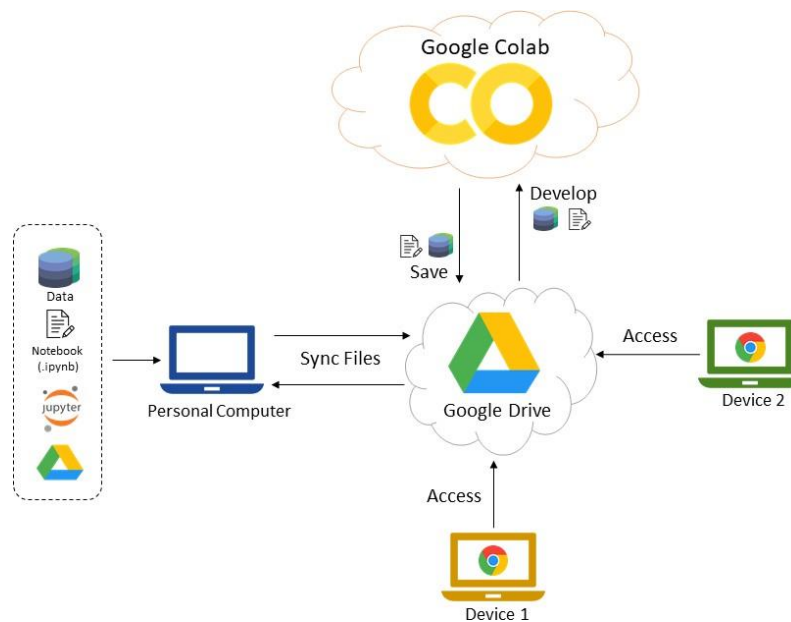 Google Colab
CO
Develop
Save
Data
Notebook
(.ipynb)
jupyter
Personal Computer
Sync Files
Google Drive
Access
Device 2
Access
Device 1